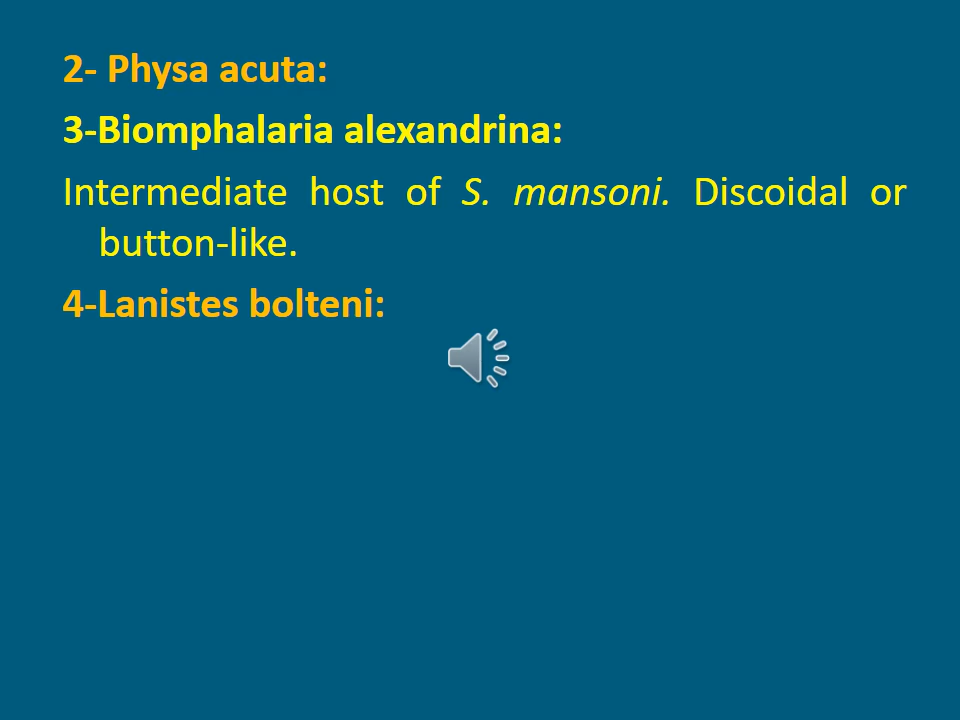 2- Physa acuta:
3-Biomphalaria alexandrina:
Intermediate host of S. mansoni. Discoidal or
button-like.
4-Lanistes bolteni: